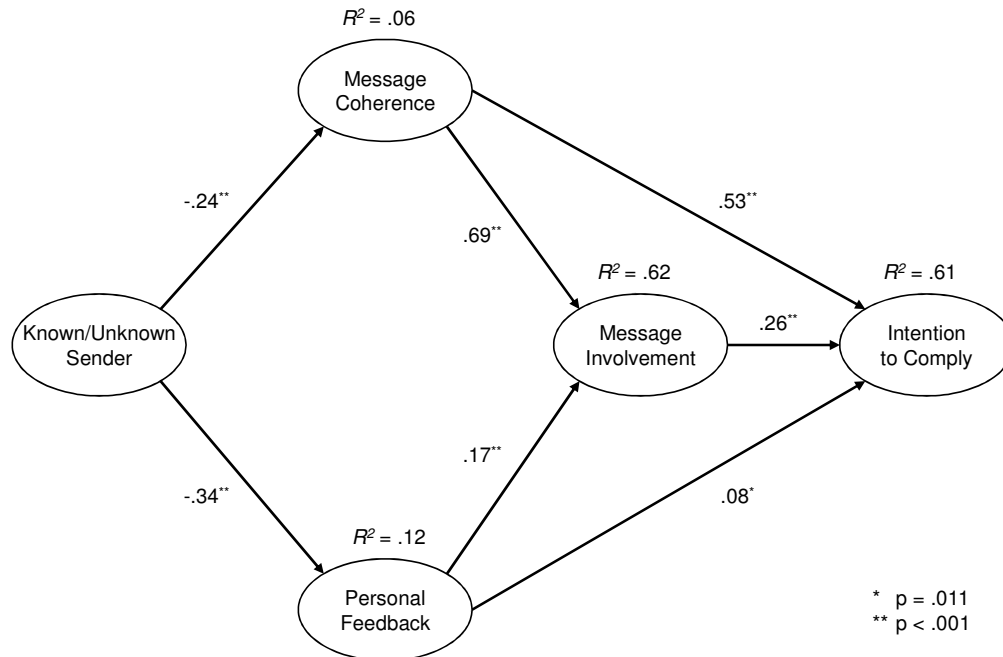 R² = .06
Message
Coherence
-.24**
.53**
.69**
R² = .62
R² = .61
Known/Unknown
Sender
Message
Involvement
.26**
Intention
to Comply
.17**
-.34**
.08*
R² = .12
Personal
Feedback
* p = .011
** p < .001